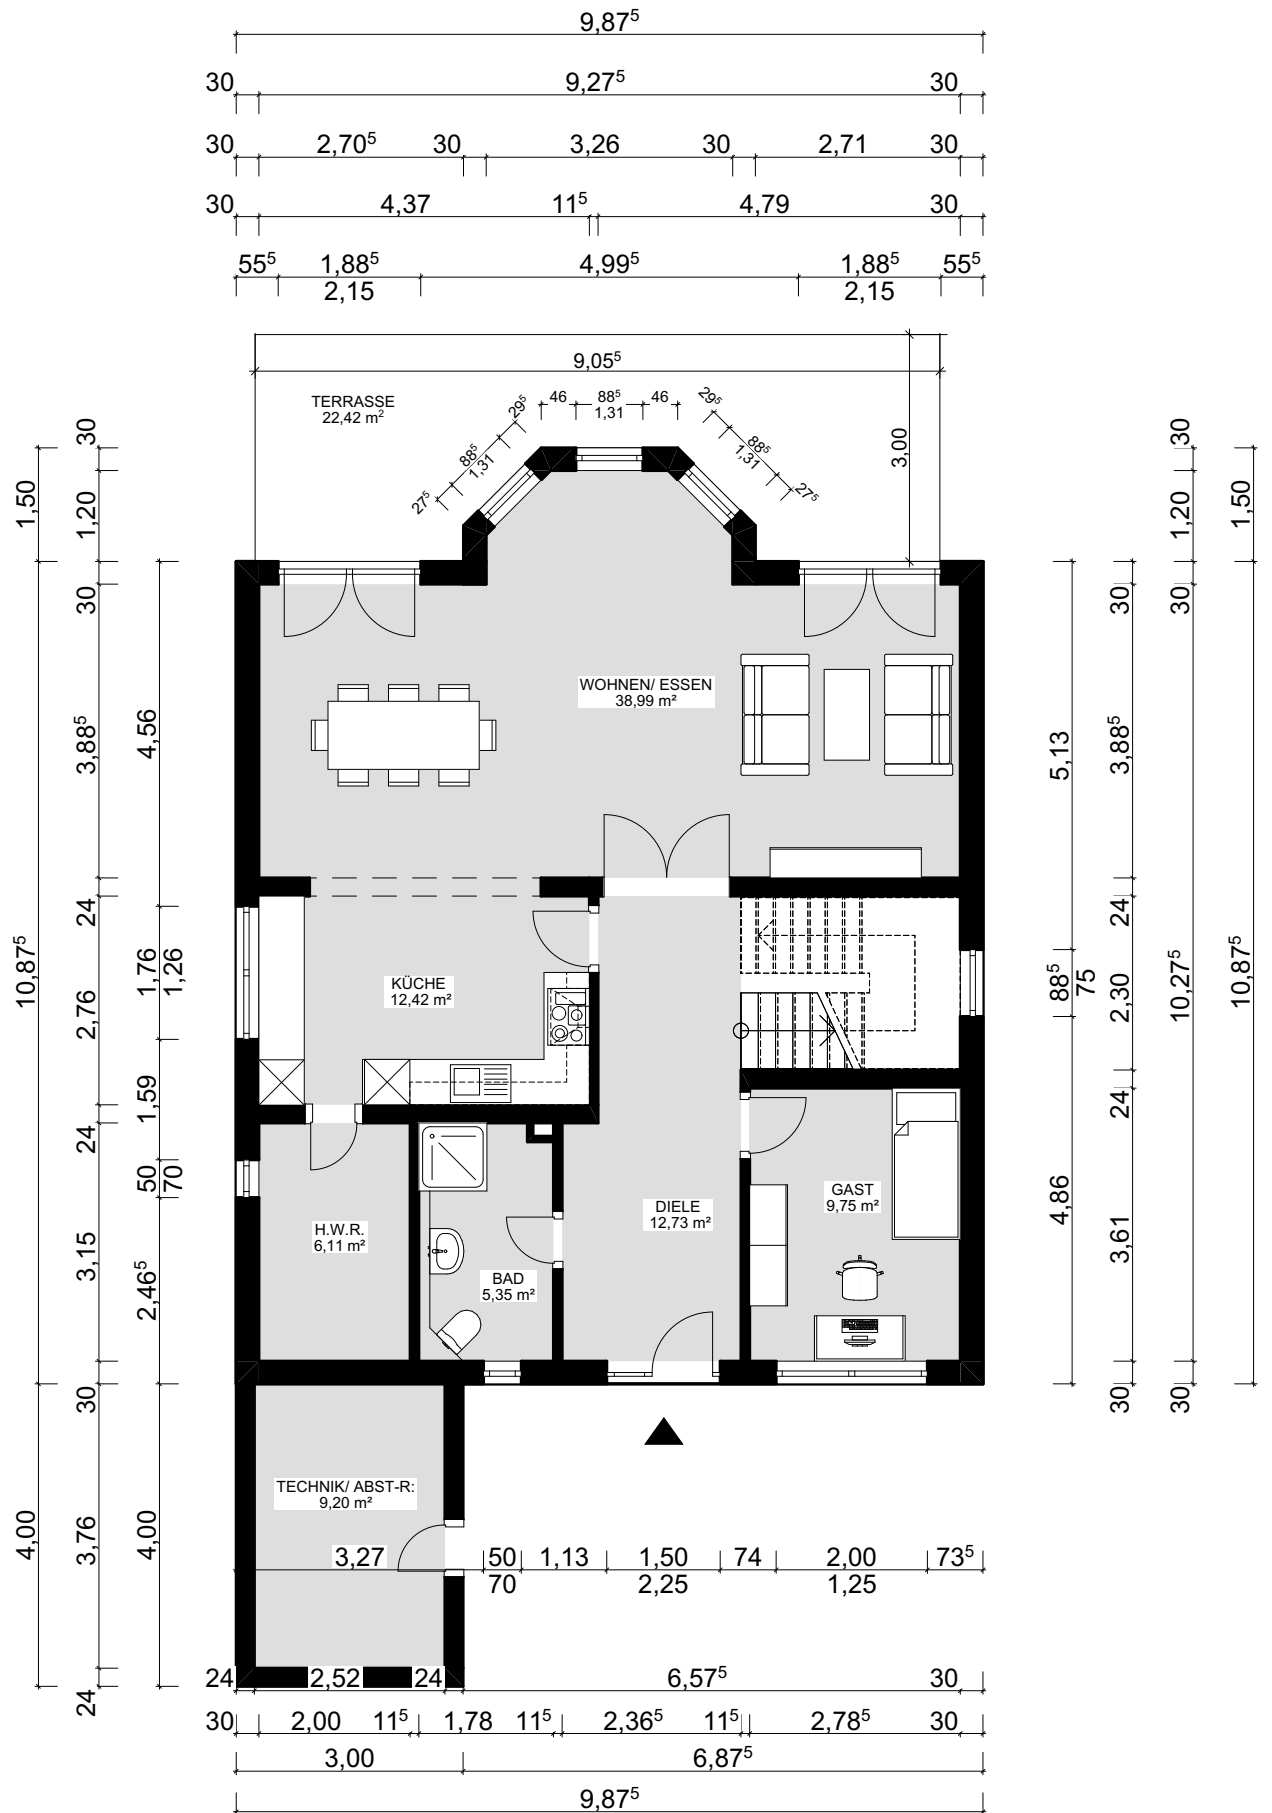 9,87⁵
30 9,27⁵ 30
30 2,70⁵ 30 3,26 30 2,71 30
30 4,37 11⁵ 4,79 30
55⁵ 1,88⁵ 4,99⁵ 1,88⁵ 55⁵
2,15 2,15
9,05⁵
3,00
TERRASSE
22,42 m²
46 88⁵ 46
1,31
29⁵
88⁵
1,31
27⁵
29⁵
88⁵
1,31
27⁵
1,50
10,87⁵
4,00
30
1,20
30
3,88⁵
24
2,76
24
3,15
30
3,76
24
4,56
1,76
1,26
1,59
50
70
2,46⁵
4,00
WOHNEN/ ESSEN
38,99 m²
KÜCHE
12,42 m²
H.W.R.
6,11 m²
BAD
5,35 m²
DIELE
12,73 m²
GAST
9,75 m²
TECHNIK/ ABST-R:
9,20 m²
5,13
88⁵
75
4,86
30
3,88⁵
24
2,30
24
3,61
30
30
1,20
30
10,27⁵
30
1,50
10,87⁵
3,27 50 1,13 1,50 74 2,00 73⁵
70 2,25 1,25
24 2,52 24 6,57⁵ 30
30 2,00 11⁵ 1,78 11⁵ 2,36⁵ 11⁵ 2,78⁵ 30
3,00 6,87⁵
9,87⁵